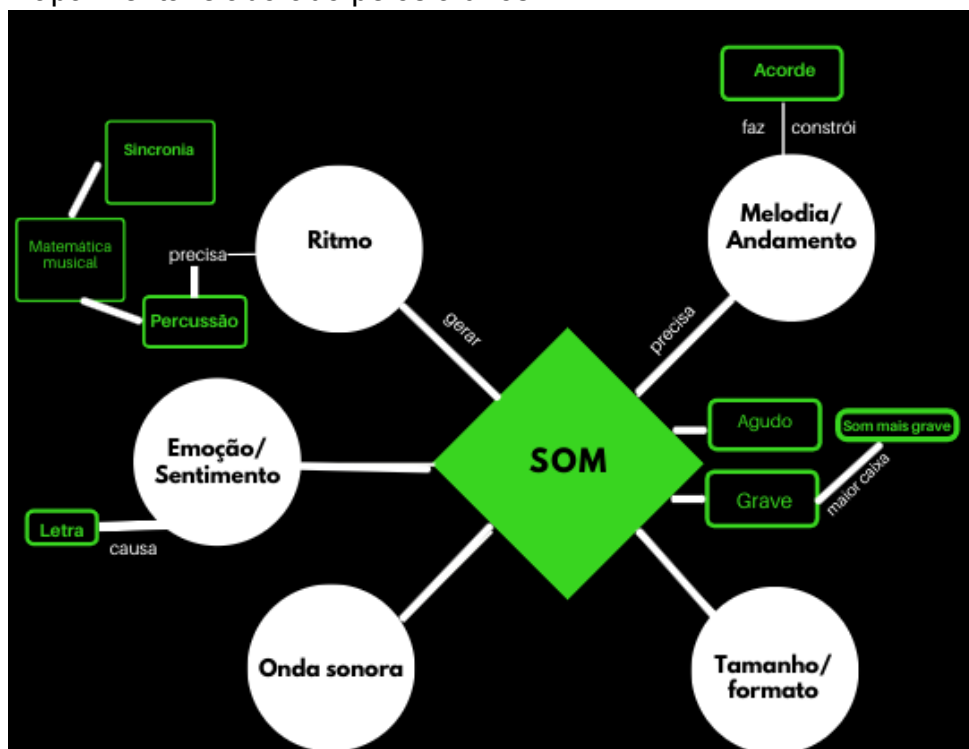 Acorde
faz
constrói
Sincronia
Melodia/
Andamento
Ritmo
Matemática
musical
precisa
Percussão
gerar
precisa
Agudo
Som mais grave
Emoção/
Sentimento
SOM
Grave
maior caixa
Letra
causa
Onda sonora
Tamanho/
formato